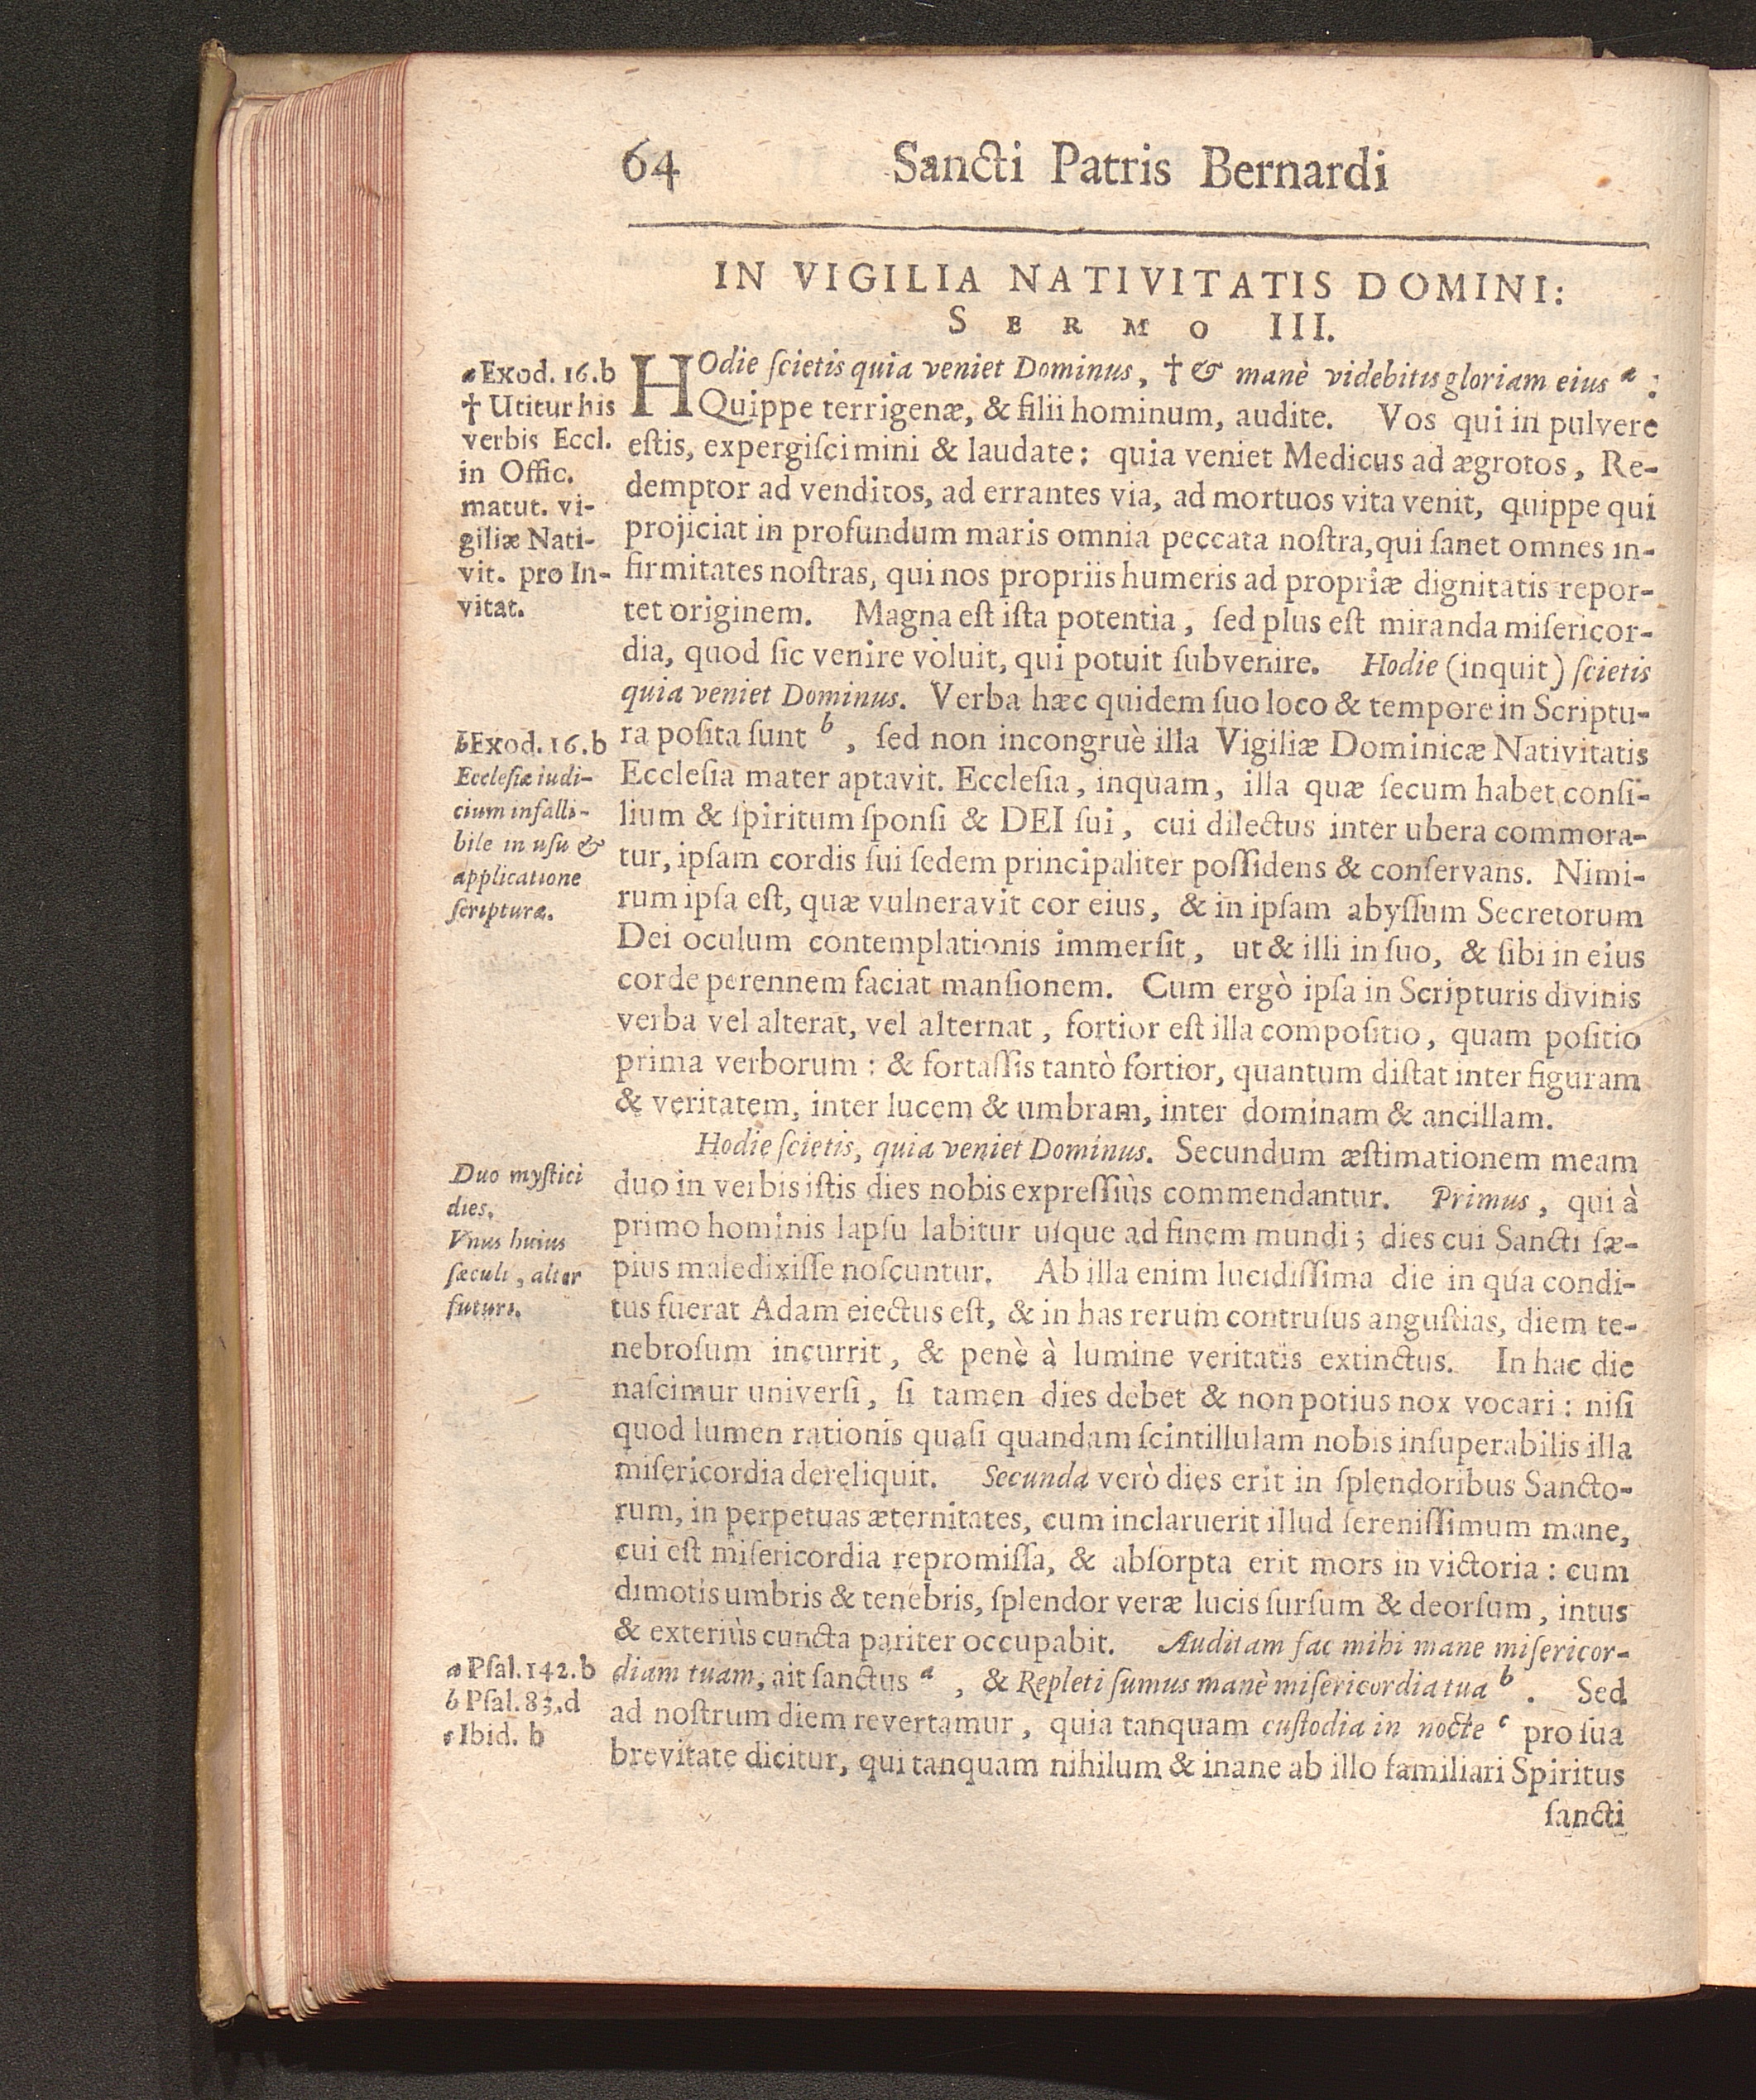 64 Sancti Patris Bernardi
IN VIGILIA NATIVITATIS DOMINI:
SERMO III.
HOdie ſcietis quia veniet Dominus, † & manè videbitis gloriam eius a :
Quippe terrigenæ, & filii hominum, audite. Vos qui in pulvere
eſtis, expergiſcimini & laudate: quia veniet Medicus ad ægrotos, Re-
demptor ad venditos, ad errantes via, ad mortuos vita venit, quippe qui
projiciat in profundum maris omnia peccata noſtra, qui ſanet omnes in-
firmitates noſtras, qui nos propriis humeris ad propriæ dignitatis repor-
tet originem. Magna eſt iſta potentia, ſed plus eſt miranda miſericor-
dia, quod ſic venire voluit, qui potuit ſubvenire. Hodie (inquit) ſcietis
quia veniet Dominus. Verba hæc quidem ſuo loco & tempore in Scriptu-
ra poſita ſunt b, ſed non incongruè illa Vigiliæ Dominicæ Nativitatis
Eccleſia mater aptavit. Eccleſia, inquam, illa quæ ſecum habet conſi-
lium & ſpiritum ſponſi & DEI ſui, cui dilectus inter ubera commora-
tur, ipſam cordis ſui ſedem principaliter poſſidens & conſervans. Nimi-
rum ipſa eſt, quæ vulneravit cor eius, & in ipſam abyſſum Secretorum
Dei oculum contemplationis immerſit, ut & illi in ſuo, & ſibi in eius
corde perennem faciat manſionem. Cum ergò ipſa in Scripturis divinis
verba vel alterat, vel alternat, fortior eſt illa compoſitio, quam poſitio
prima verborum: & fortaſſis tantò fortior, quantum diſtat inter figuram
& veritatem, inter lucem & umbram, inter dominam & ancillam.
Hodie ſcietis, quia veniet Dominus. Secundum æſtimationem meam
duo in verbis iſtis dies nobis expreſſiùs commendantur. Primus, qui à
primo hominis lapſu labitur uſque ad finem mundi; dies cui Sancti ſæ-
pius maledixiſſe noſcuntur. Ab illa enim lucidiſſima die in qua condi-
tus fuerat Adam eiectus eſt, & in has rerum contruſus anguſtias, diem te-
nebroſum incurrit, & penè à lumine veritatis extinctus. In hac die
naſcimur univerſi, ſi tamen dies debet & non potius nox vocari: niſi
quod lumen rationis quaſi quandam ſcintillulam nobis inſuperabilis illa
miſericordia dereliquit. Secunda verò dies erit in ſplendoribus Sancto-
rum, in perpetuas æternitates, cum inclaruerit illud ſereniſſimum mane,
cui eſt miſericordia repromiſſa, & abſorpta erit mors in victoria: cum
dimotis umbris & tenebris, ſplendor veræ lucis ſurſum & deorſum, intus
& exteriùs cuncta pariter occupabit. Auditam fac mihi mane miſericor-
diam tuam, ait ſanctus a, & Repleti ſumus manè miſericordia tua b. Sed
ad noſtrum diem revertamur, quia tanquam cuſtodia in nocte c pro ſua
brevitate dicitur, qui tanquam nihilum & inane ab illo familiari Spiritus
ſancti
a Exod. 16.b
† Utitur his
verbis Eccl.
in Offic.
matut. vi-
giliæ Nati-
vit. pro In-
vitat.
b Exod. 16.b
Eccleſiæ iudi-
cium infalli-
bile in uſu &
applicatione
ſcripturæ.
Duo myſtici
dies.
Vnus huius
ſæculi, alter
futuri.
a Pſal. 142.b
b Pſal. 83.d
c Ibid. b